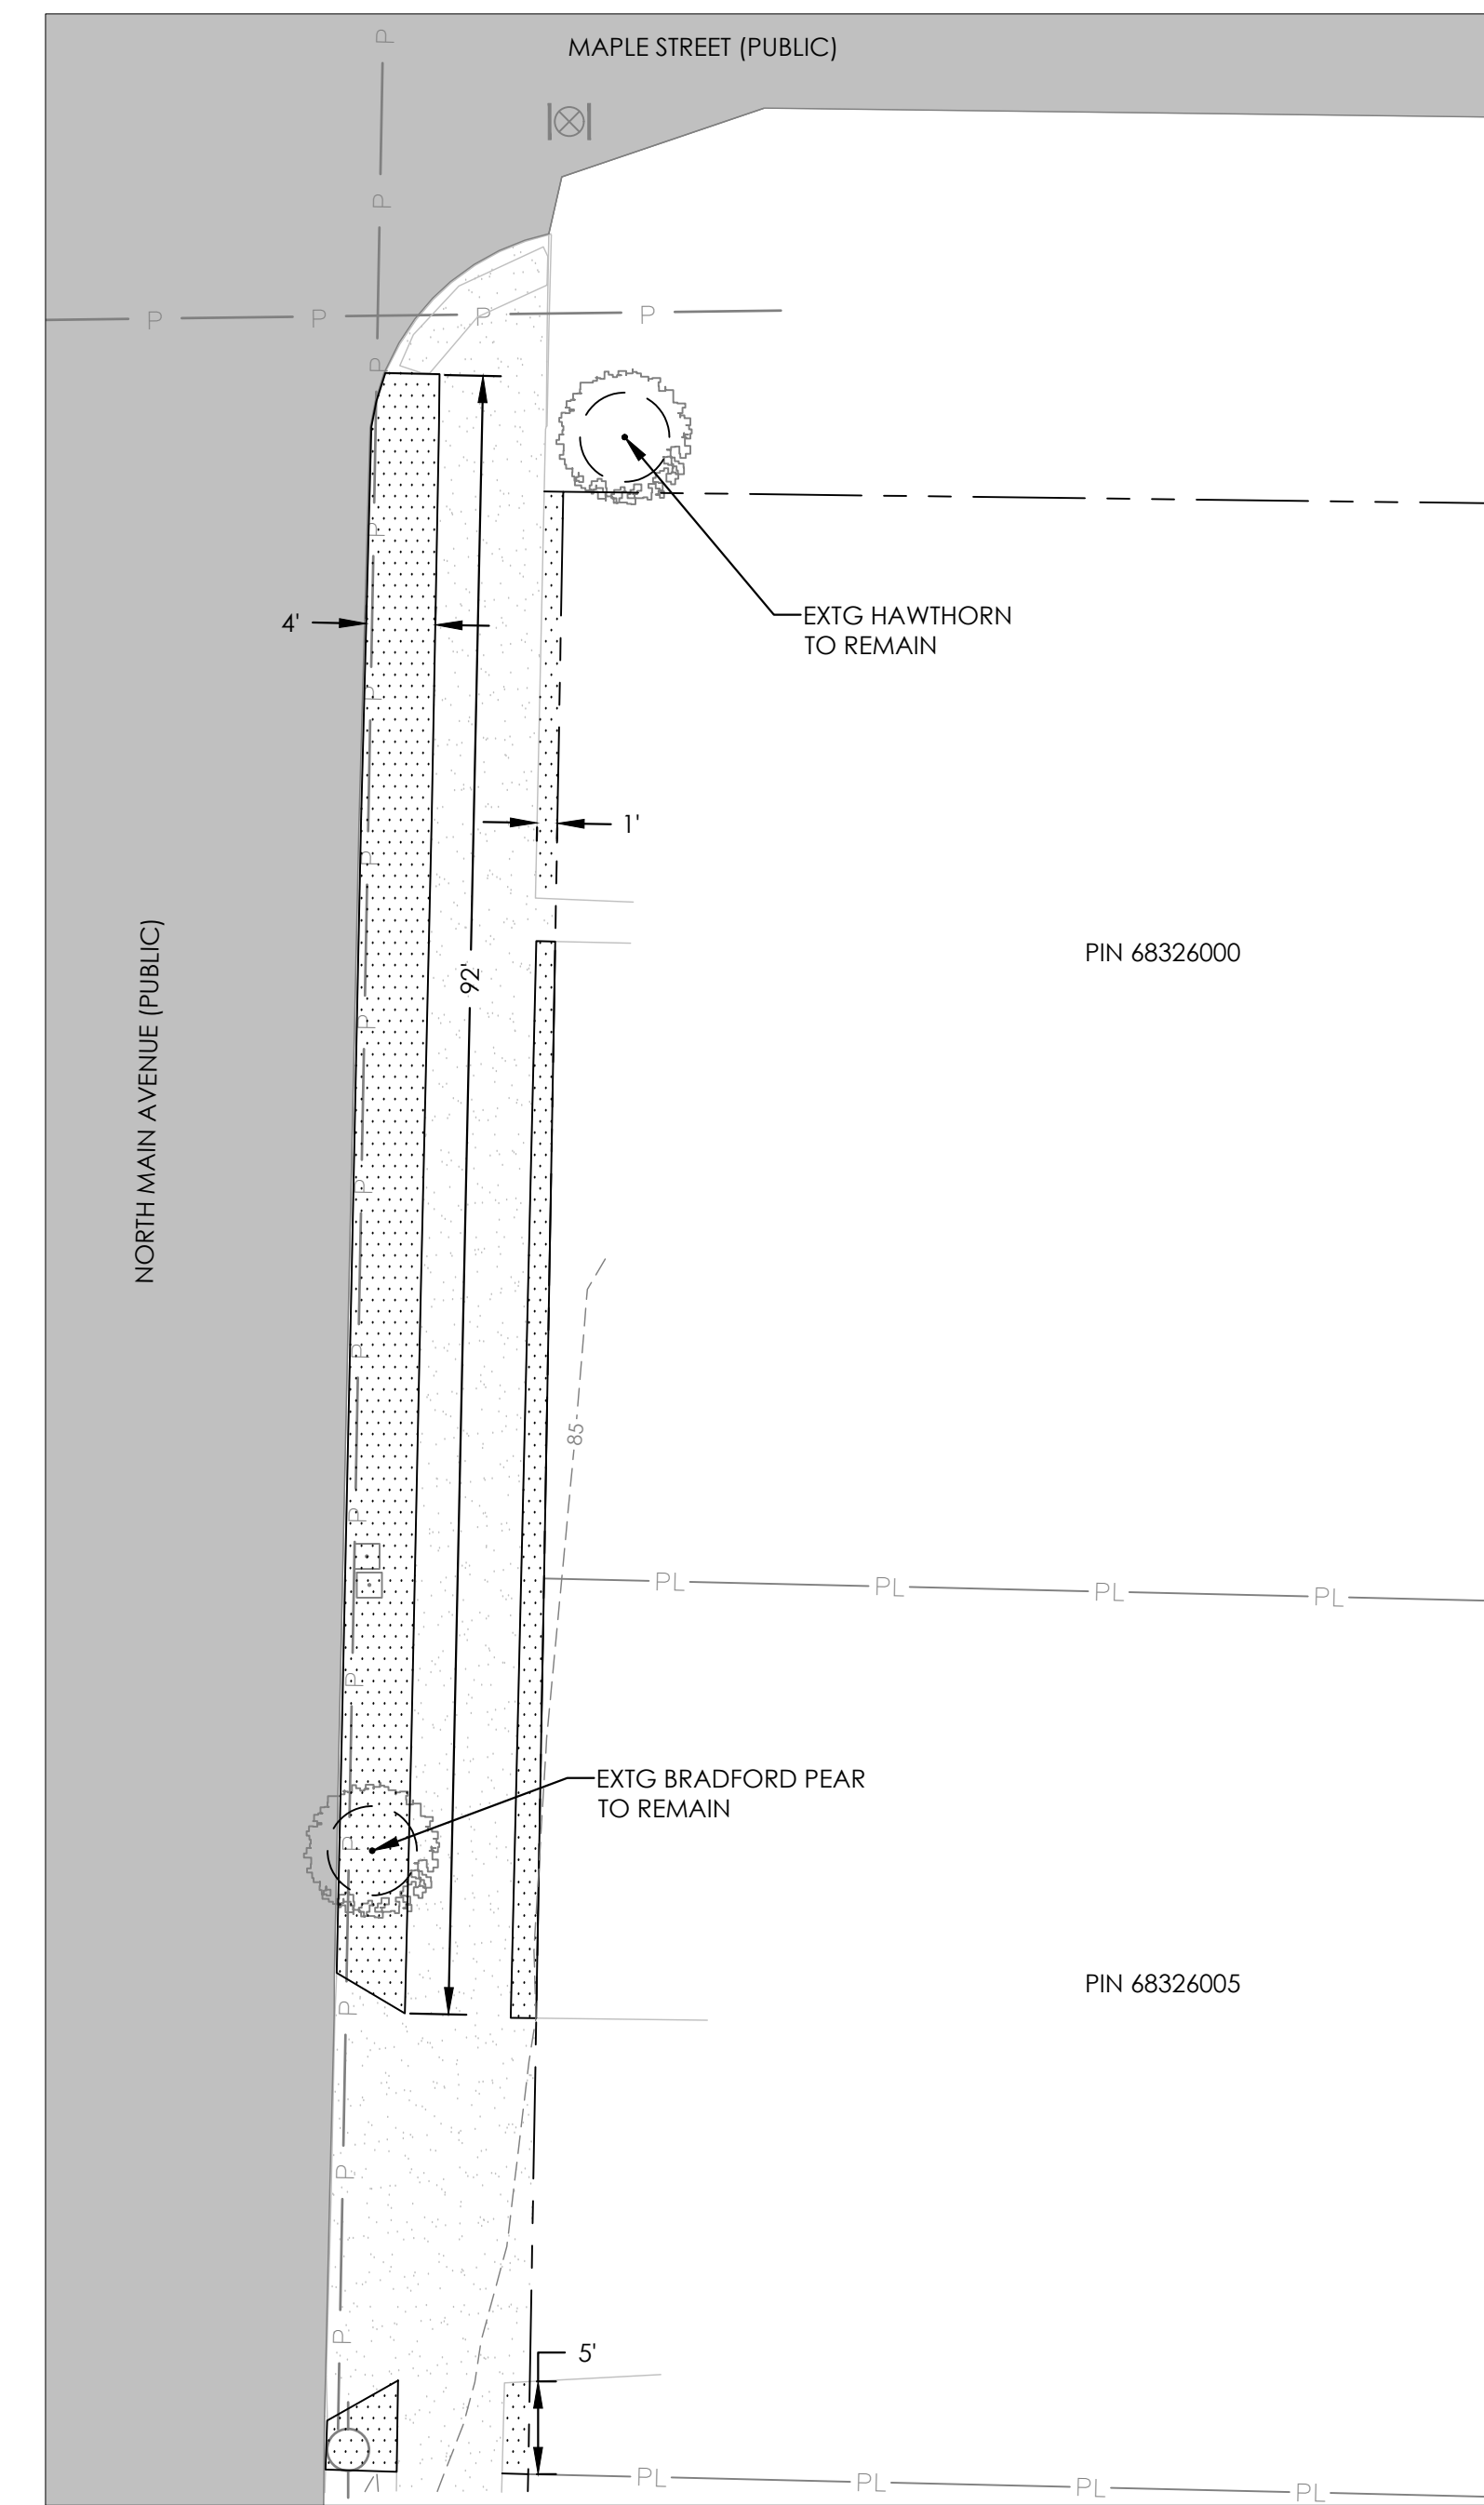 MAPLE STREET (PUBLIC)
P
P
P P P P
P
P
EXTG HAWTHORN
TO REMAIN
4'
P
1'
P
92'
PIN 68326000
NORTH MAIN AVENUE (PUBLIC)
P
P
P
85
P
PL PL PL PL
P
EXTG BRADFORD PEAR
TO REMAIN
P
PIN 68326005
P
P
P
5'
PL PL PL PL